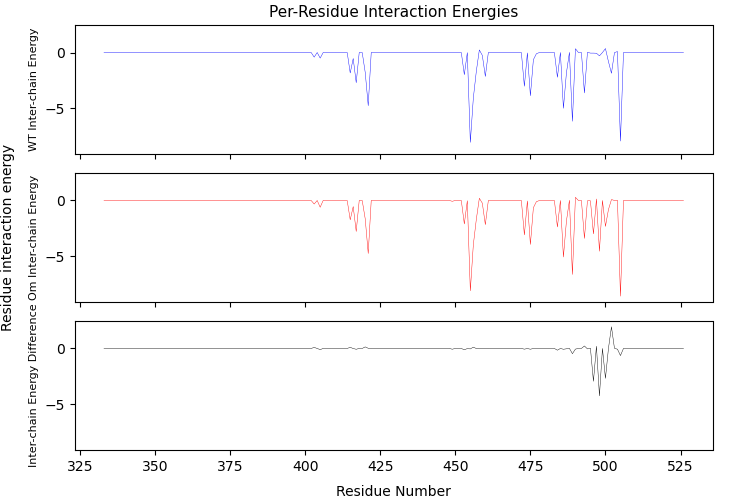 Per-Residue Interaction Energies
Residue interaction energy
WT Inter-chain Energy
0
−5
Om Inter-chain Energy
0
−5
Inter-chain Energy Difference
0
−5
325 350 375 400 425 450 475 500 525
Residue Number